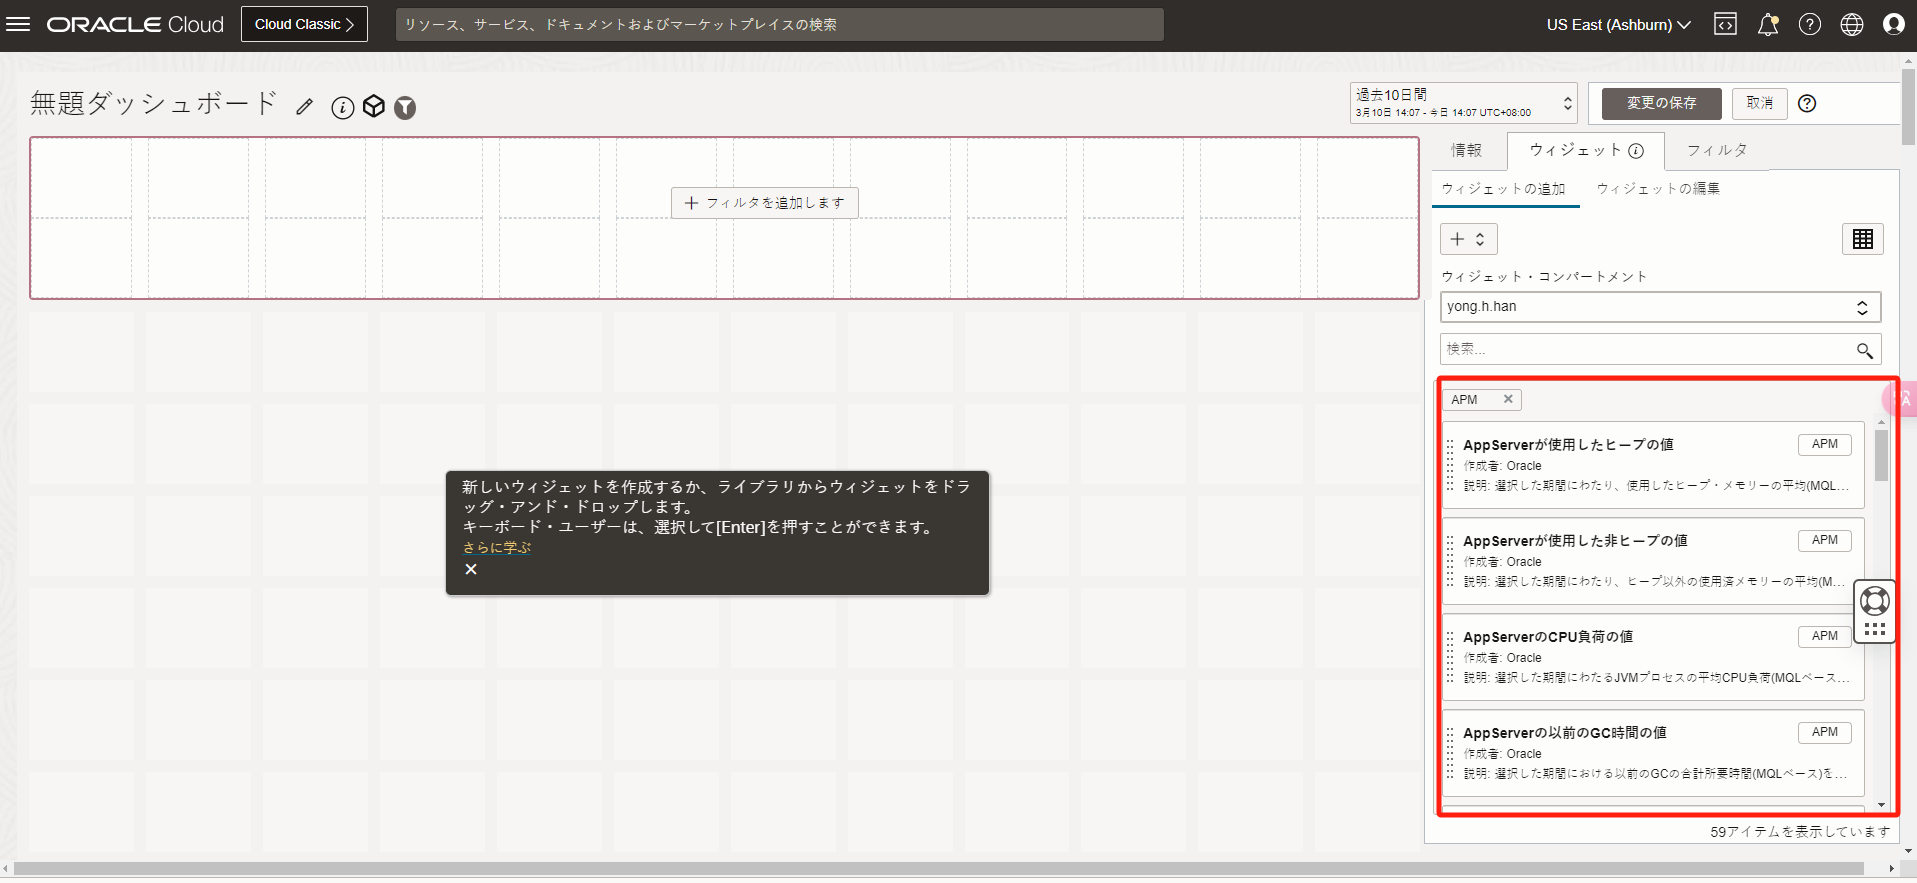 ORACLE Cloud
Cloud Classic
リソース、サービス、ドキュメントおよびマーケットプレイスの検索
US East (Ashburn)
無題ダッシュボード
過去10日間
3月10日 14:07 - 今日 14:07 UTC+08:00
変更の保存
取消
情報
ウィジェット
フィルタ
フィルタを追加します
ウィジェットの追加
ウィジェットの編集
ウィジェット・コンパートメント
yong.h.han
検索...
APM
AppServerが使用したヒープの値
APM
作成者: Oracle
説明: 選択した期間にわたり、使用したヒープ・メモリーの平均(MQL...
AppServerが使用した非ヒープの値
APM
作成者: Oracle
説明: 選択した期間にわたり、ヒープ以外の使用済メモリーの平均(M...
AppServerのCPU負荷の値
APM
作成者: Oracle
説明: 選択した期間にわたるJVMプロセスの平均CPU負荷(MQLベース...
AppServerの以前のGC時間の値
APM
作成者: Oracle
説明: 選択した期間における以前のGCの合計所要時間(MQLベース)を...
59アイテムを表示しています
新しいウィジェットを作成するか、ライブラリからウィジェットをドラ
ッグ・アンド・ドロップします。
キーボード・ユーザーは、選択して[Enter]を押すことができます。
さらに学ぶ